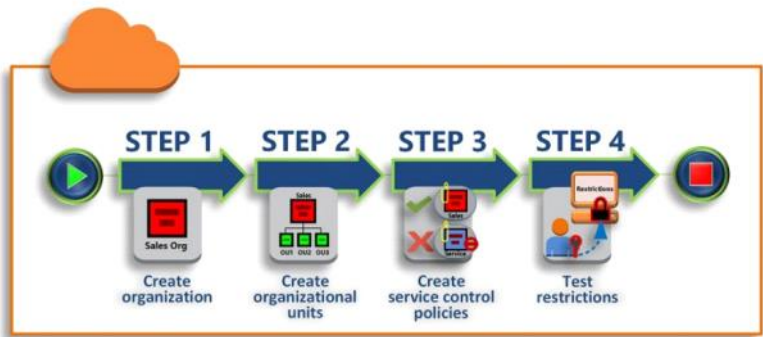 STEP 1
STEP 2
STEP 3
STEP 4
Sales Org
Sales
OU1 OU2 OU3
Sales
Service
Restrictions
Create
organization
Create
organizational
units
Create
service control
policies
Test
restrictions